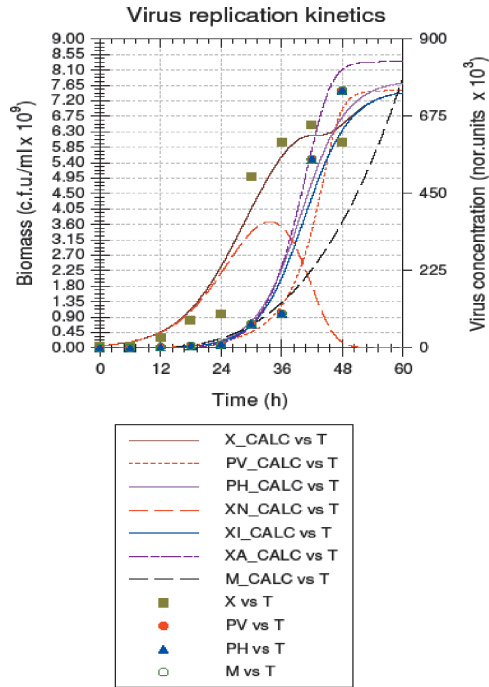 Virus replication kinetics
Biomass (c.f.u/ml x 10⁹)
9.00
8.55
8.10
7.65
7.20
6.75
6.30
5.85
5.40
4.95
4.50
4.05
3.60
3.15
2.70
2.25
1.80
1.35
0.90
0.45
0.00
900
675
450
225
0
Virus concentration (nor.units x 10³)
0 12 24 36 48 60
Time (h)
X_CALC vs T
PV_CALC vs T
PH_CALC vs T
XN_CALC vs T
XI_CALC vs T
XA_CALC vs T
M_CALC vs T
X vs T
PV vs T
PH vs T
M vs T